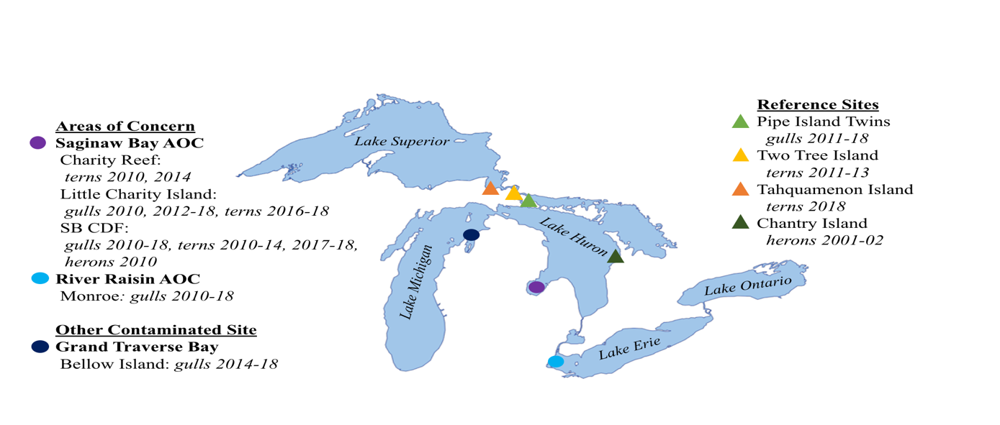 Areas of Concern
Saginaw Bay AOC
Charity Reef:
terns 2010, 2014
Little Charity Island:
gulls 2010, 2012-18, terns 2016-18
SB CDF:
gulls 2010-18, terns 2010-14, 2017-18,
herons 2010
River Raisin AOC
Monroe: gulls 2010-18
Other Contaminated Site
Grand Traverse Bay
Bellow Island: gulls 2014-18
Lake Superior
Lake Michigan
Lake Huron
Lake Erie
Lake Ontario
Reference Sites
Pipe Island Twins
gulls 2011-18
Two Tree Island
terns 2011-13
Tahquamenon Island
terns 2018
Chantry Island
herons 2001-02